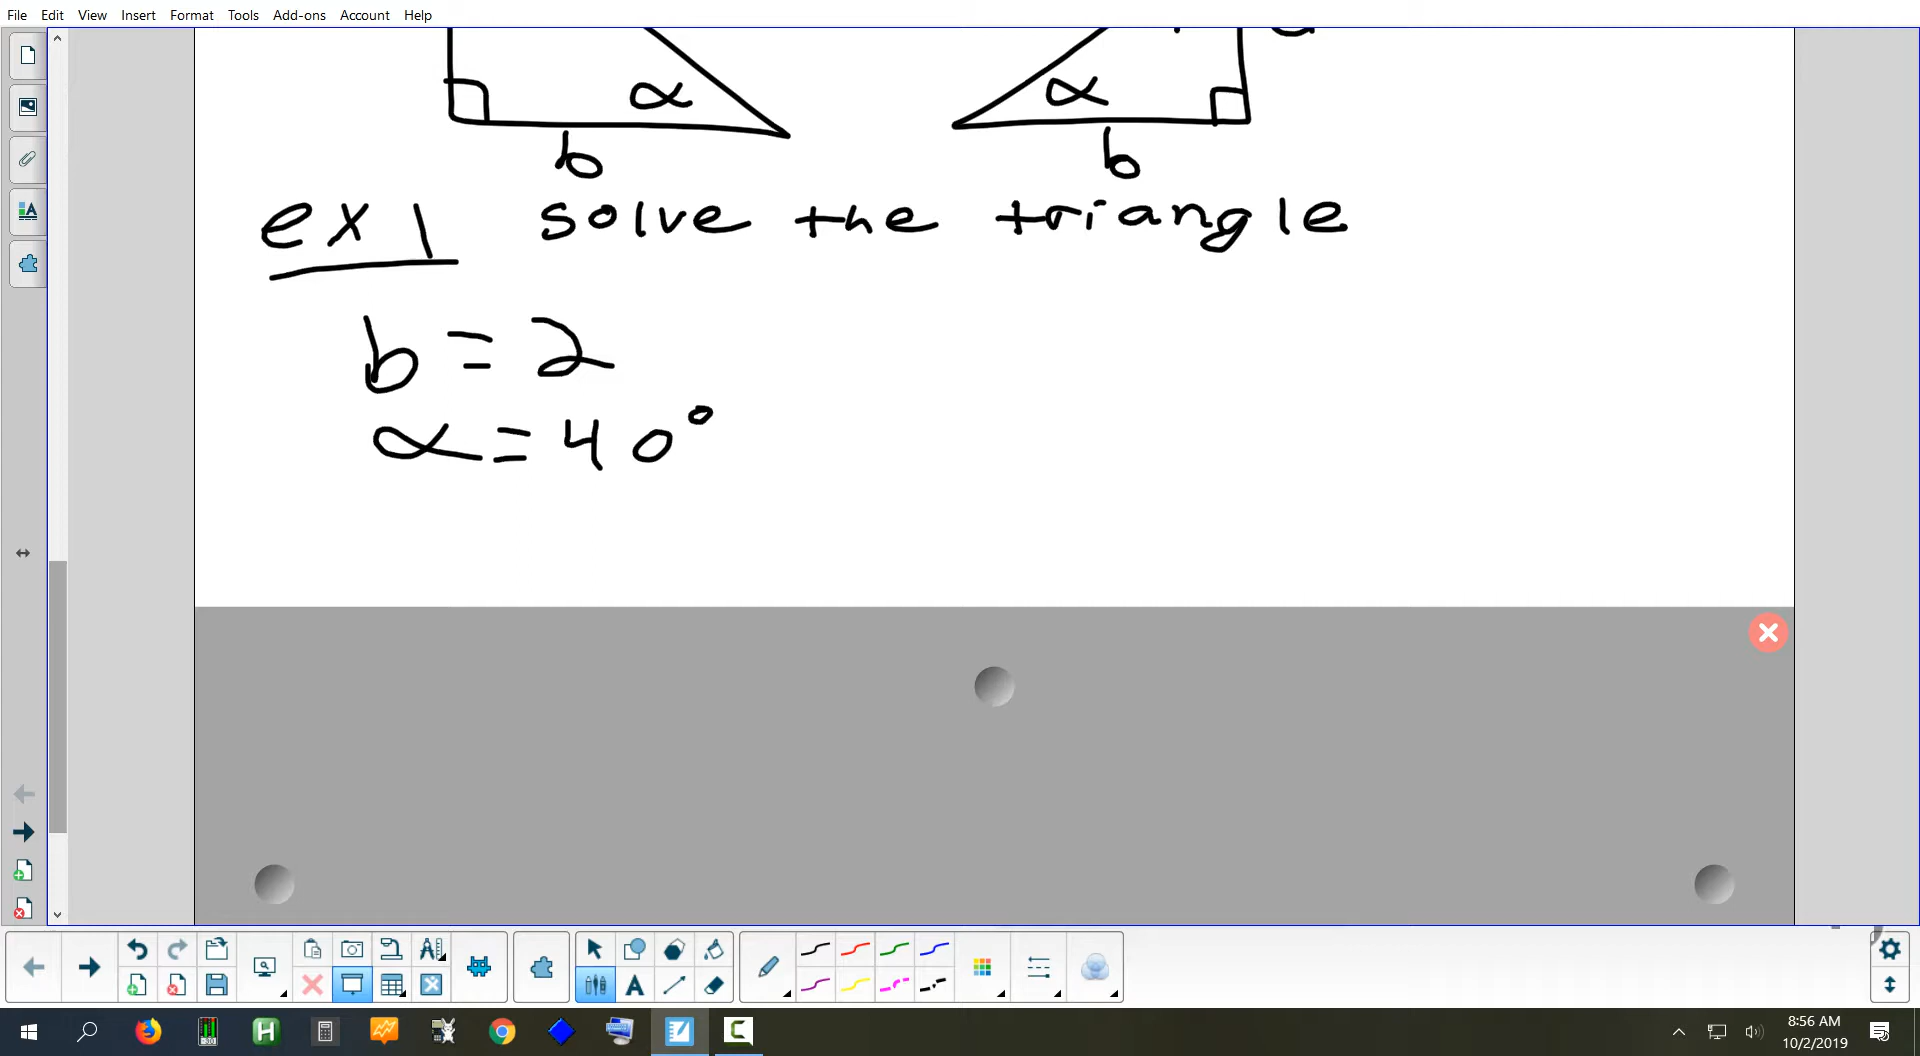 File Edit View Insert Format Tools Add-ons Account Help
α α
b b
ex 1 solve the triangle
b = 2
α = 40°
8:56 AM
10/2/2019